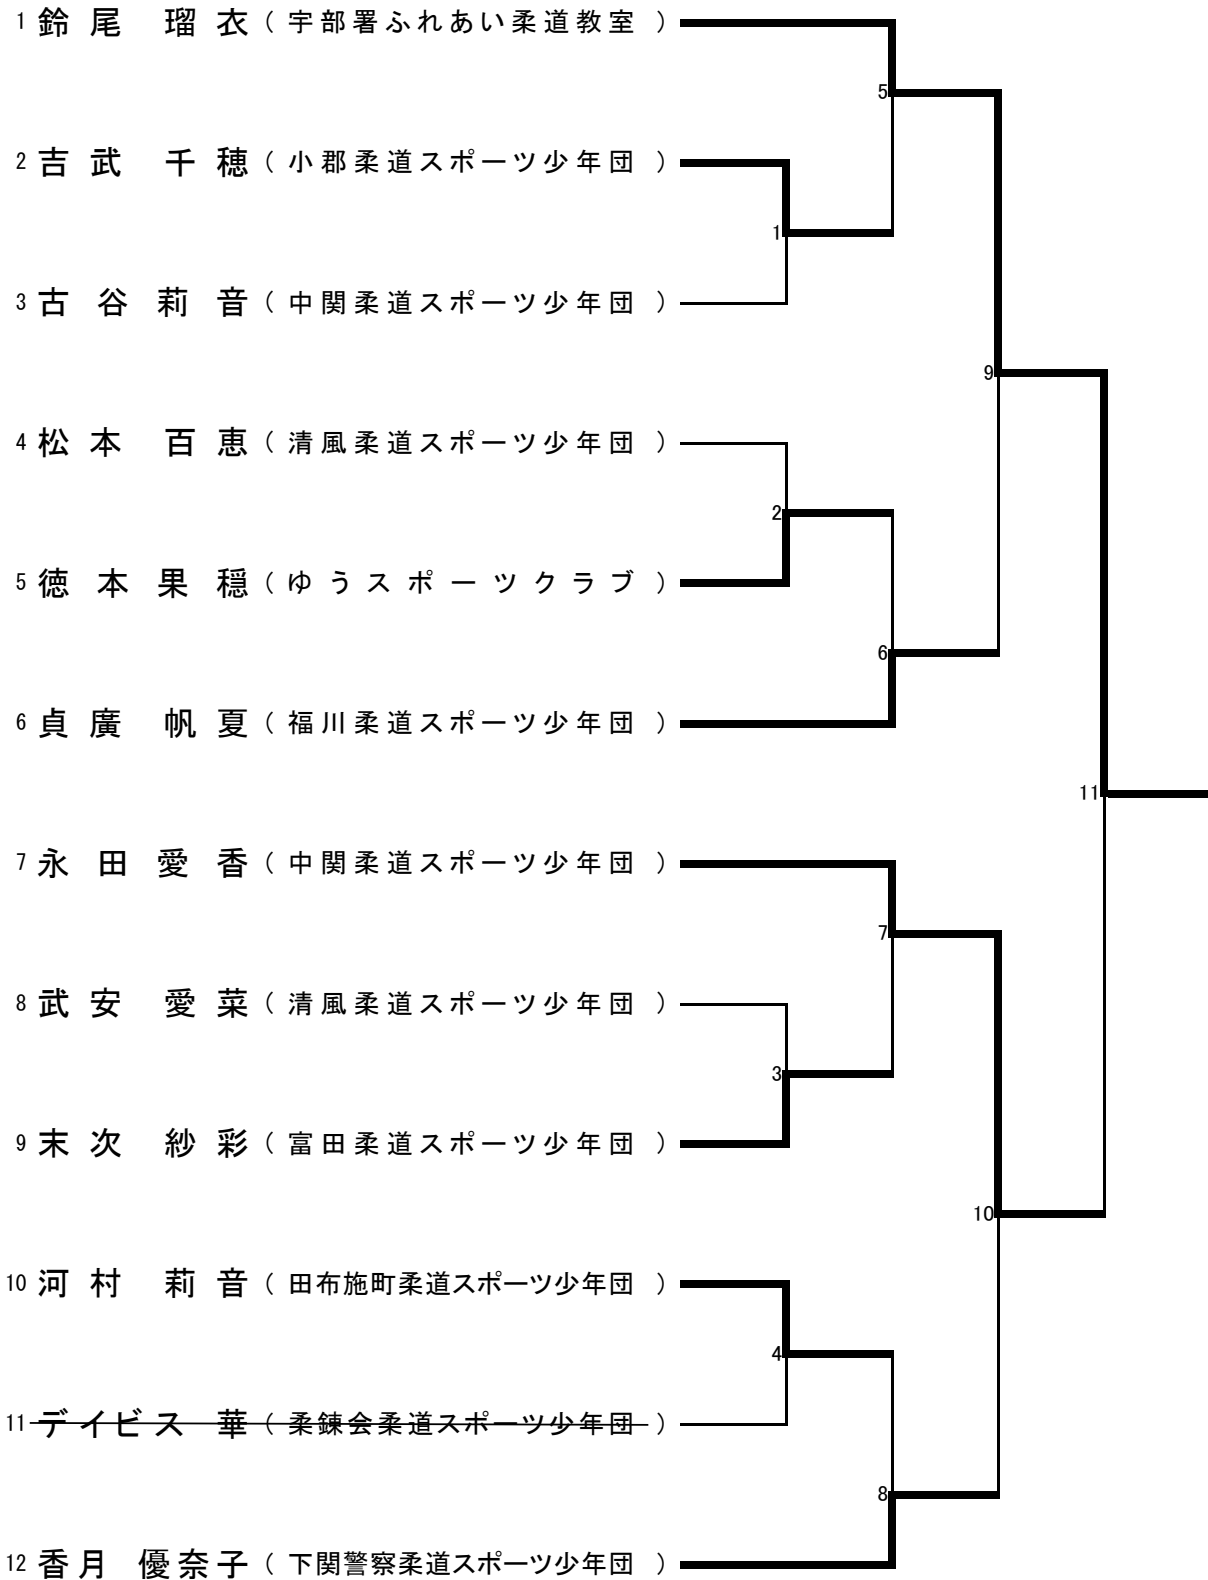 1 鈴尾 瑠衣 ( 宇部署ふれあい柔道教室 )
5
2 吉武 千穂 ( 小郡柔道スポーツ少年団 )
1
3 古谷莉音 ( 中関柔道スポーツ少年団 )
9
4 松本 百恵 ( 清風柔道スポーツ少年団 )
2
5 徳本果穏 ( ゆうスポーツクラブ )
6
6 貞廣 帆夏 ( 福川柔道スポーツ少年団 )
11
7 永田愛香 ( 中関柔道スポーツ少年団 )
7
8 武安 愛菜 ( 清風柔道スポーツ少年団 )
3
9 末次 紗彩 ( 富田柔道スポーツ少年団 )
10
10 河村 莉音 ( 田布施町柔道スポーツ少年団 )
4
11 デイビス 華 ( 柔錬会柔道スポーツ少年団 )
8
12 香月 優奈子 ( 下関警察柔道スポーツ少年団 )